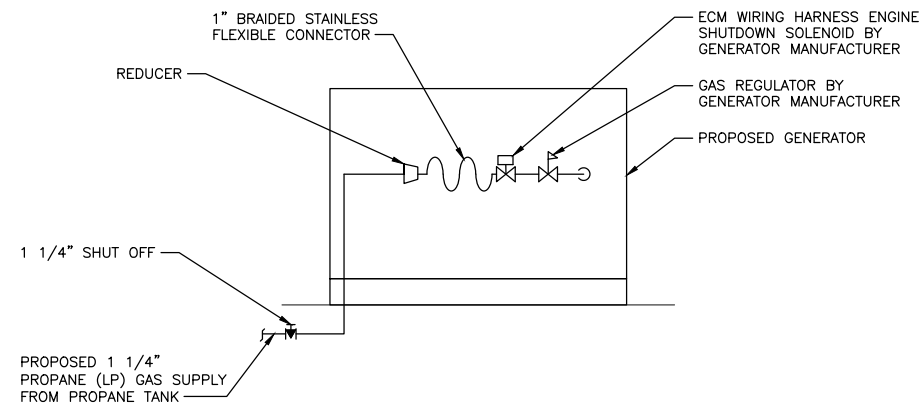 1” BRAIDED STAINLESS
FLEXIBLE CONNECTOR
REDUCER
ECM WIRING HARNESS ENGINE
SHUTDOWN SOLENOID BY
GENERATOR MANUFACTURER
GAS REGULATOR BY
GENERATOR MANUFACTURER
PROPOSED GENERATOR
1 1/4” SHUT OFF
PROPOSED 1 1/4”
PROPANE (LP) GAS SUPPLY
FROM PROPANE TANK